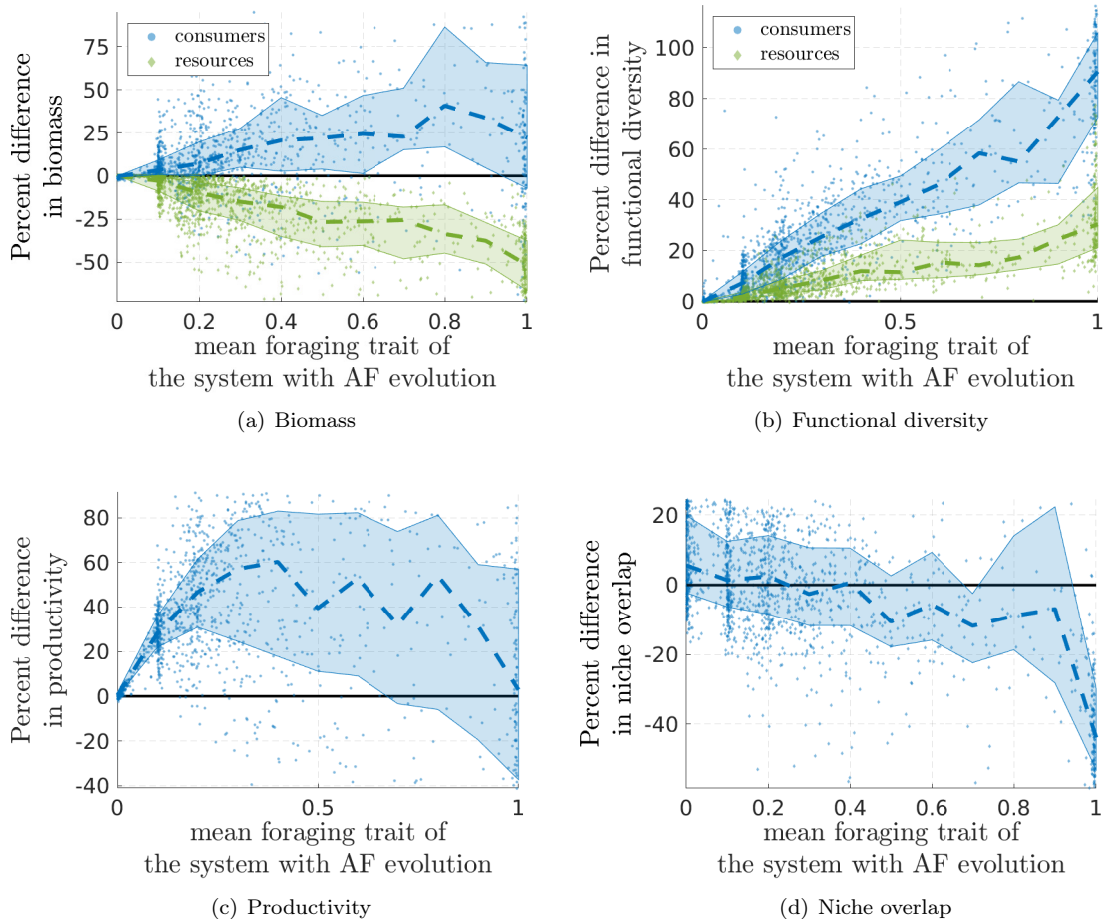 Percent difference
in biomass
75
50
25
0
-25
-50
consumers
resources
0 0.2 0.4 0.6 0.8 1
mean foraging trait of
the system with AF evolution
(a) Biomass
Percent difference in
functional diversity
100
80
60
40
20
0
consumers
resources
0 0.5 1
mean foraging trait of
the system with AF evolution
(b) Functional diversity
Percent difference
in productivity
80
60
40
20
0
-20
-40
0 0.5 1
mean foraging trait of
the system with AF evolution
(c) Productivity
Percent difference
in niche overlap
20
0
-20
-40
0 0.2 0.4 0.6 0.8 1
mean foraging trait of
the system with AF evolution
(d) Niche overlap